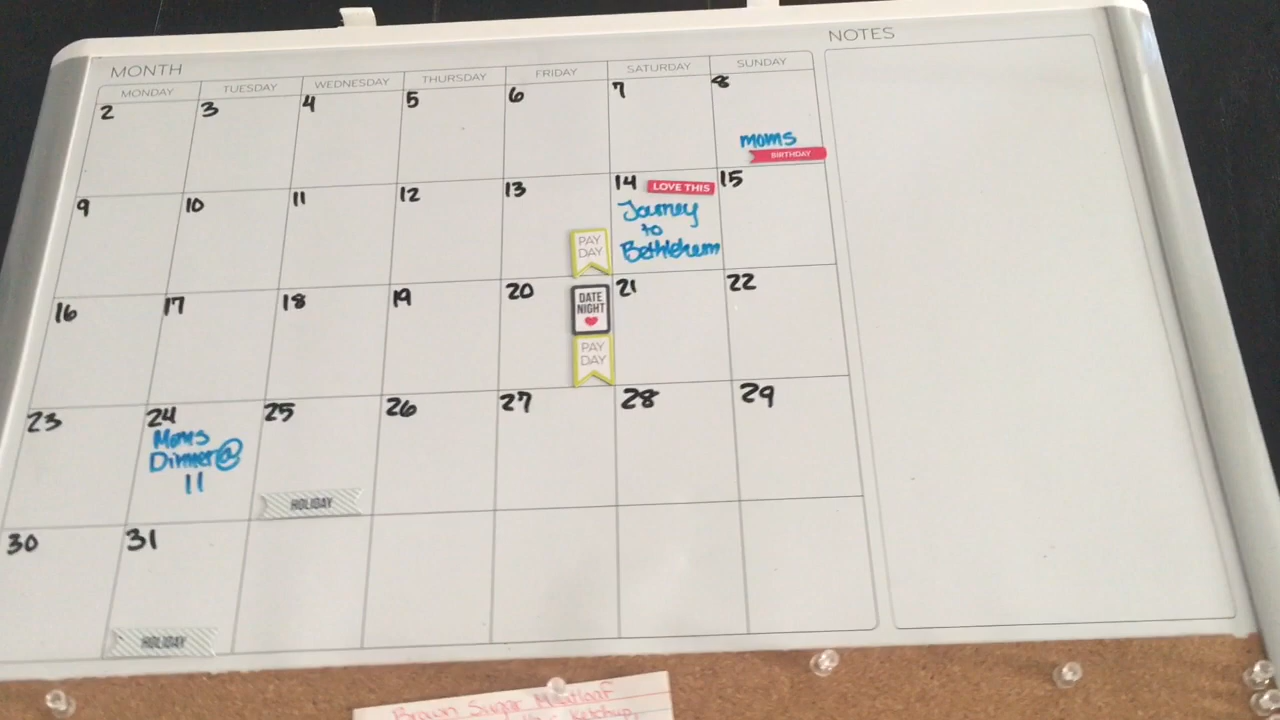 MONTH
NOTES
MONDAY TUESDAY WEDNESDAY THURSDAY FRIDAY SATURDAY SUNDAY
2 3 4 5 6 7 8
moms
BIRTHDAY
9 10 11 12 13 14 15
LOVE THIS
Journey
to
Bethlehem
PAY
DAY
16 17 18 19 20 21 22
DATE
NIGHT
PAY
DAY
23 24 25 26 27 28 29
Moms
Dinner@
11
HOLIDAY
30 31
HOLIDAY
Brown Sugar Meatloaf
ketchup,